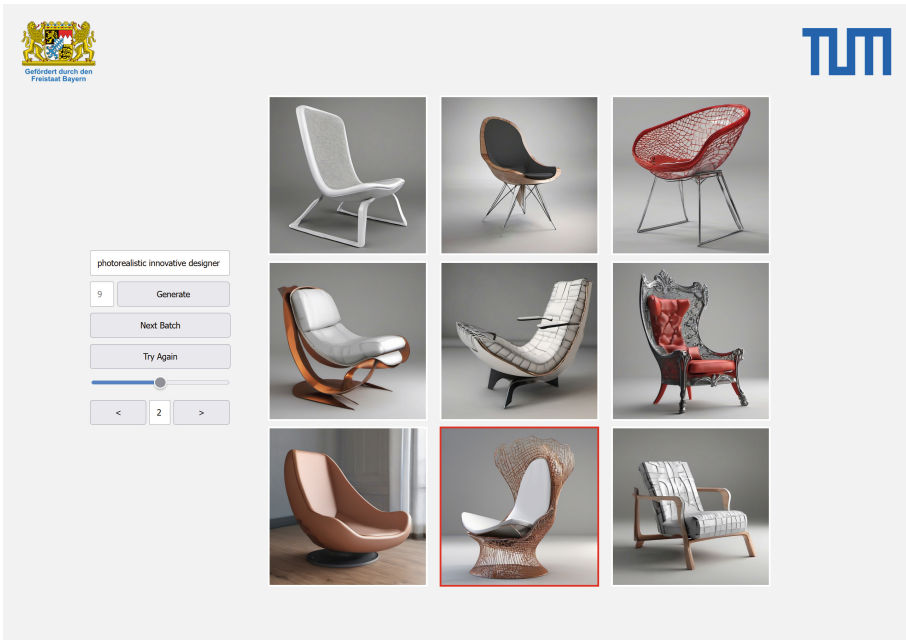 Gefördert durch den
Freistaat Bayern
TUM
photorealistic innovative designer
9
Generate
Next Batch
Try Again
<
2
>